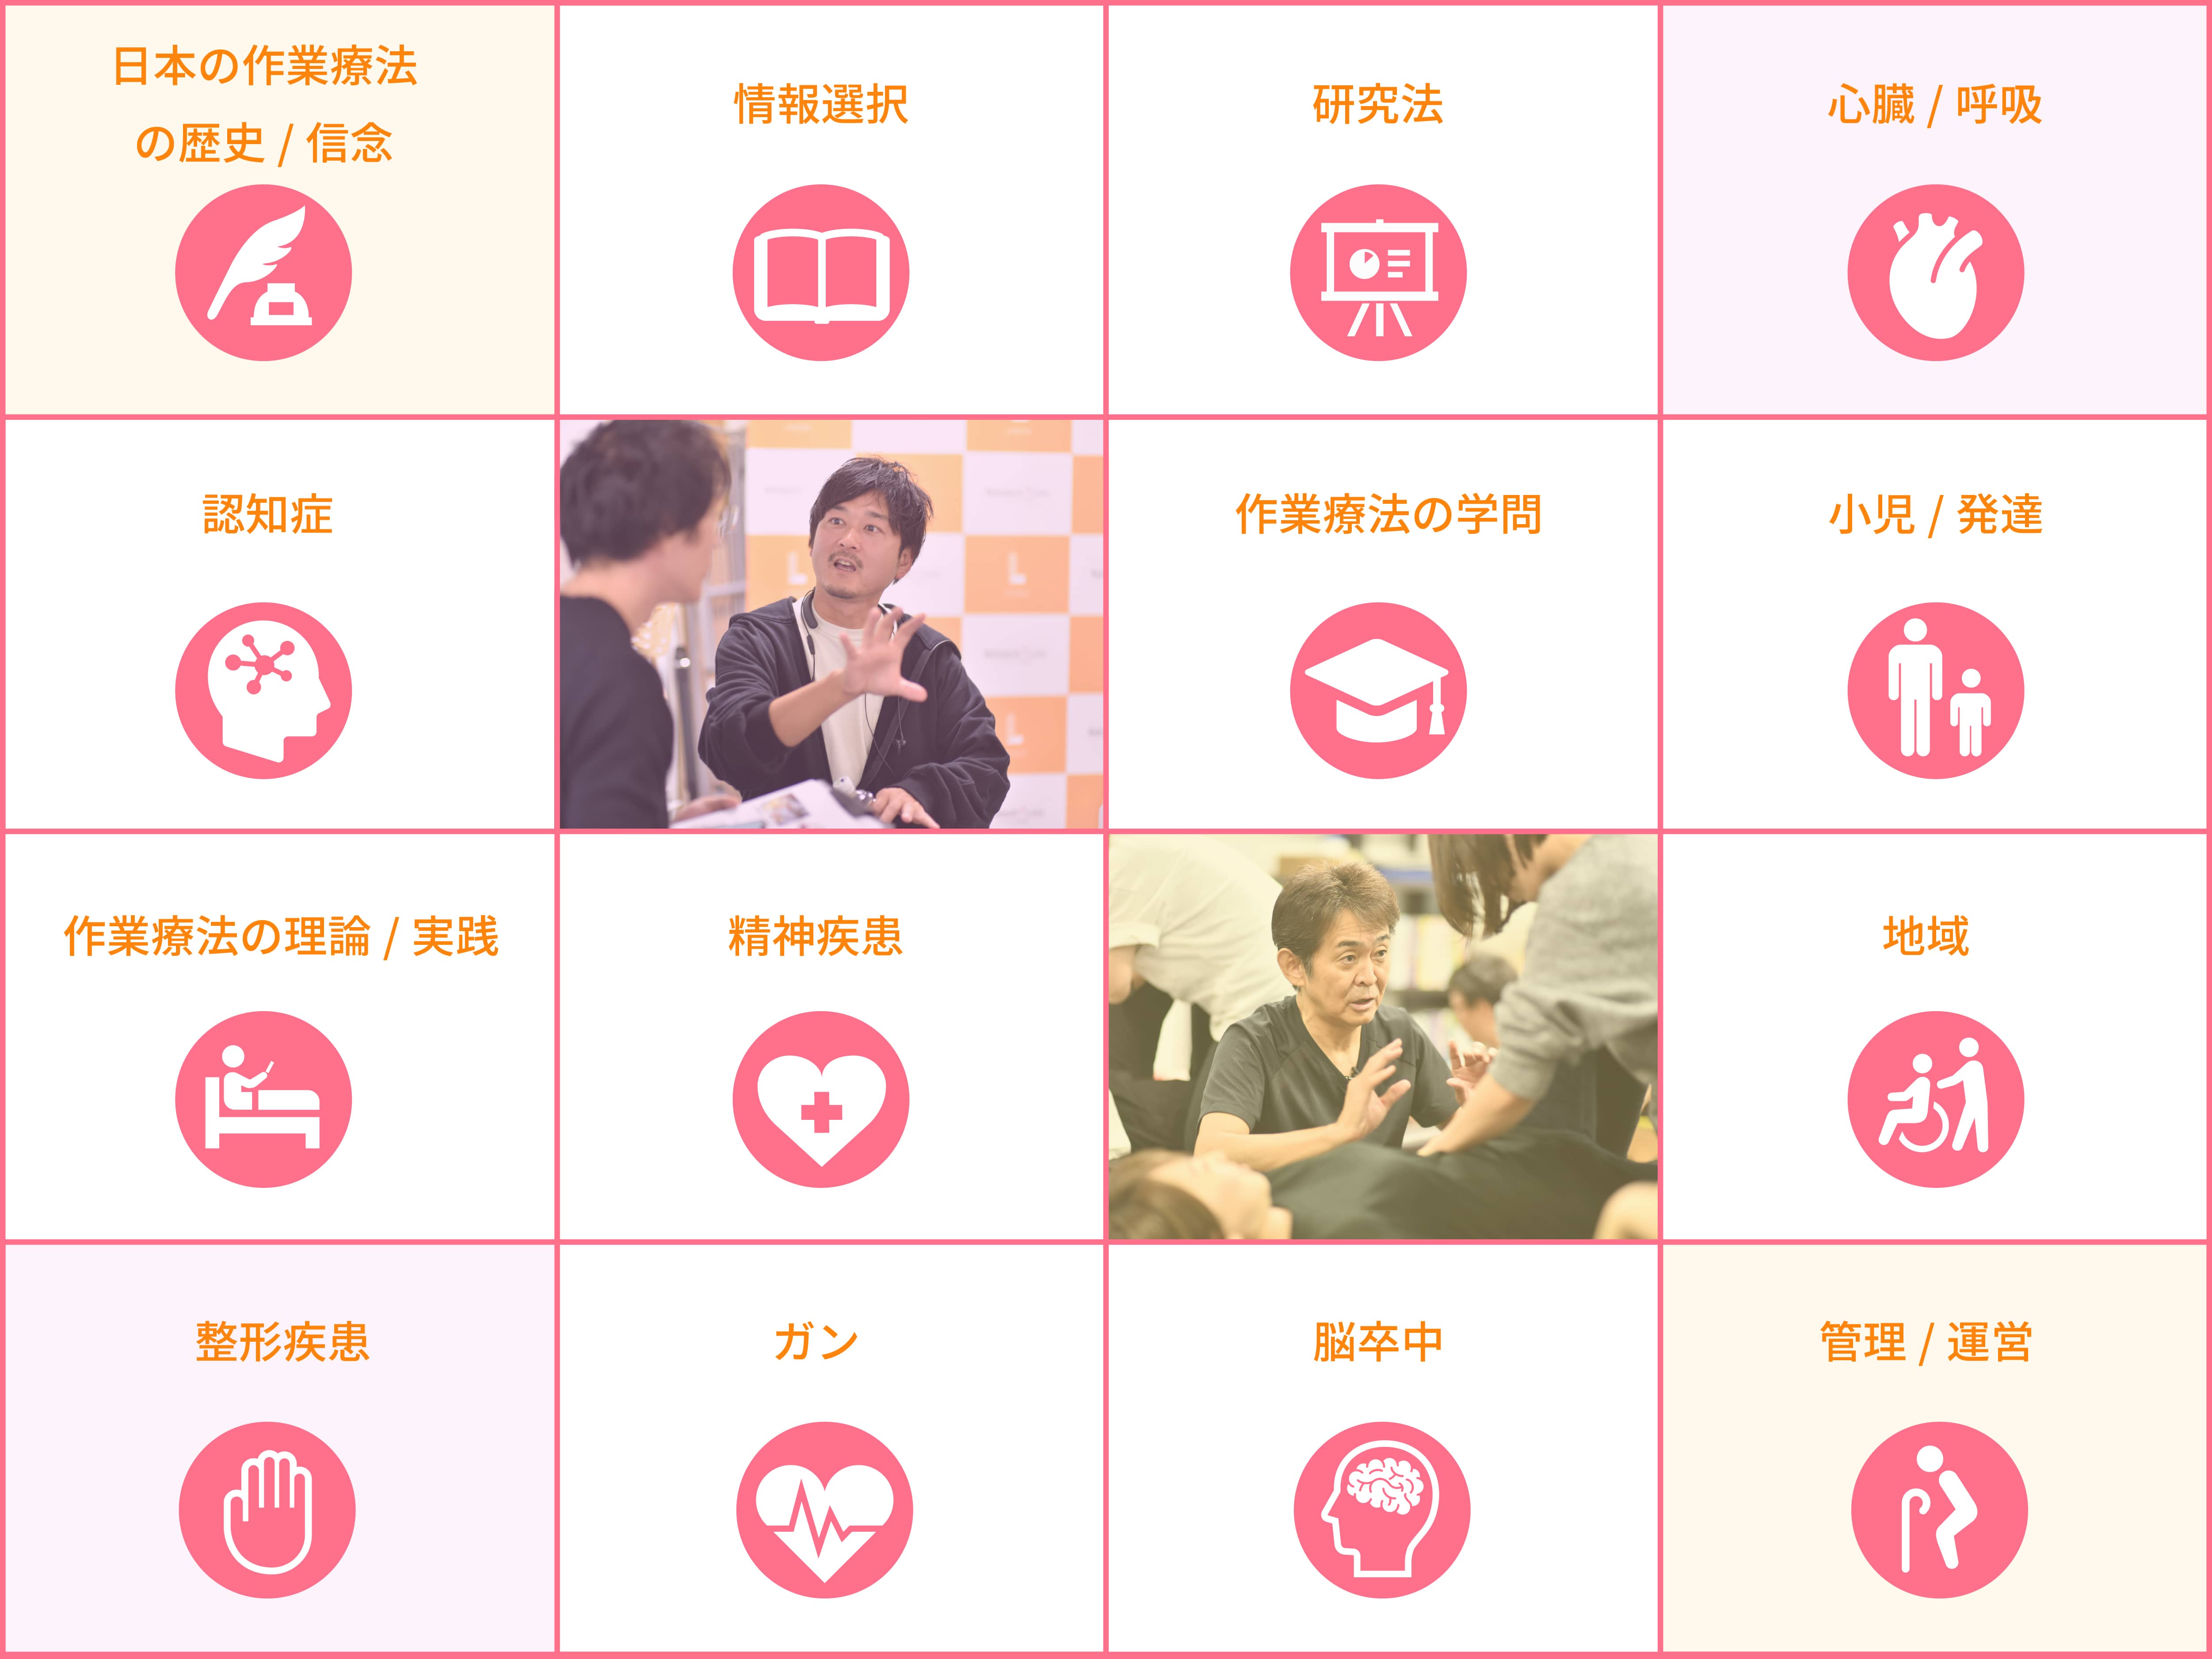 日本の作業療法
の歴史 / 信念
情報選択
研究法
心臓 / 呼吸
認知症
L
L
L
作業療法の学問
小児 / 発達
作業療法の理論 / 実践
精神疾患
地域
整形疾患
ガン
脳卒中
管理 / 運営